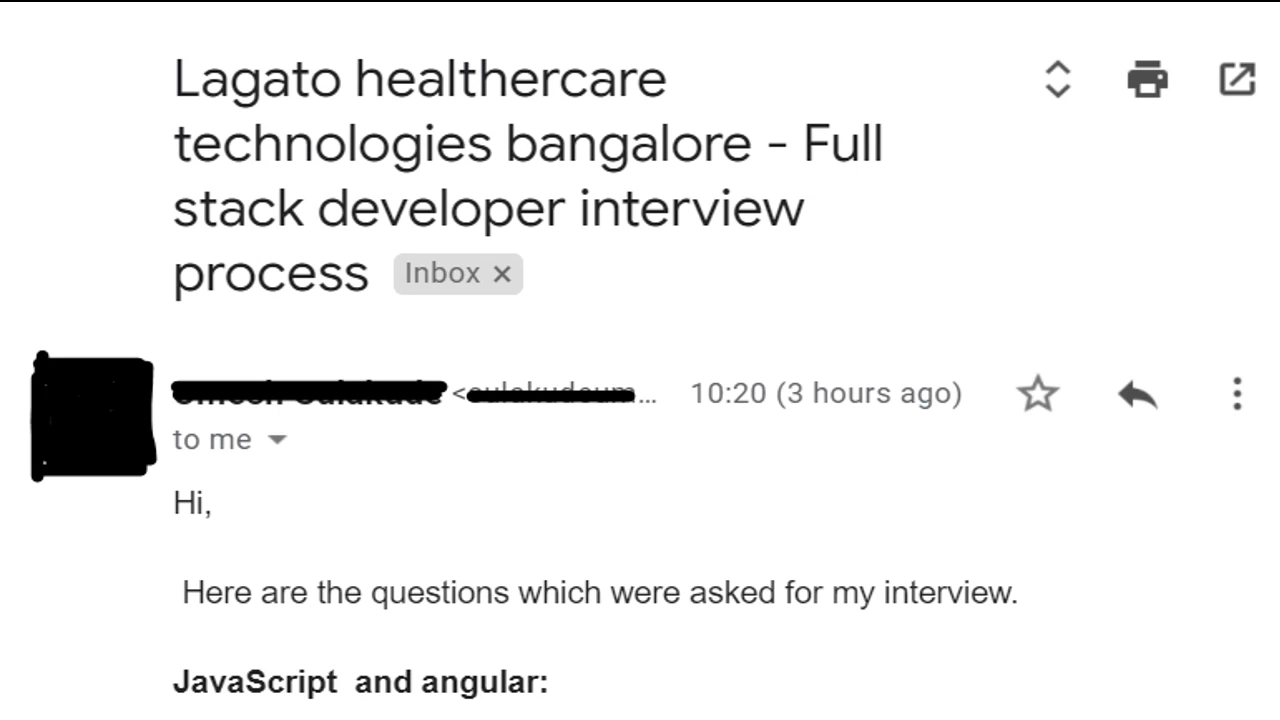 Lagato healthercare
technologies bangalore - Full
stack developer interview
process Inbox ×
< ... 10:20 (3 hours ago)
to me
Hi,
Here are the questions which were asked for my interview.
JavaScript and angular: